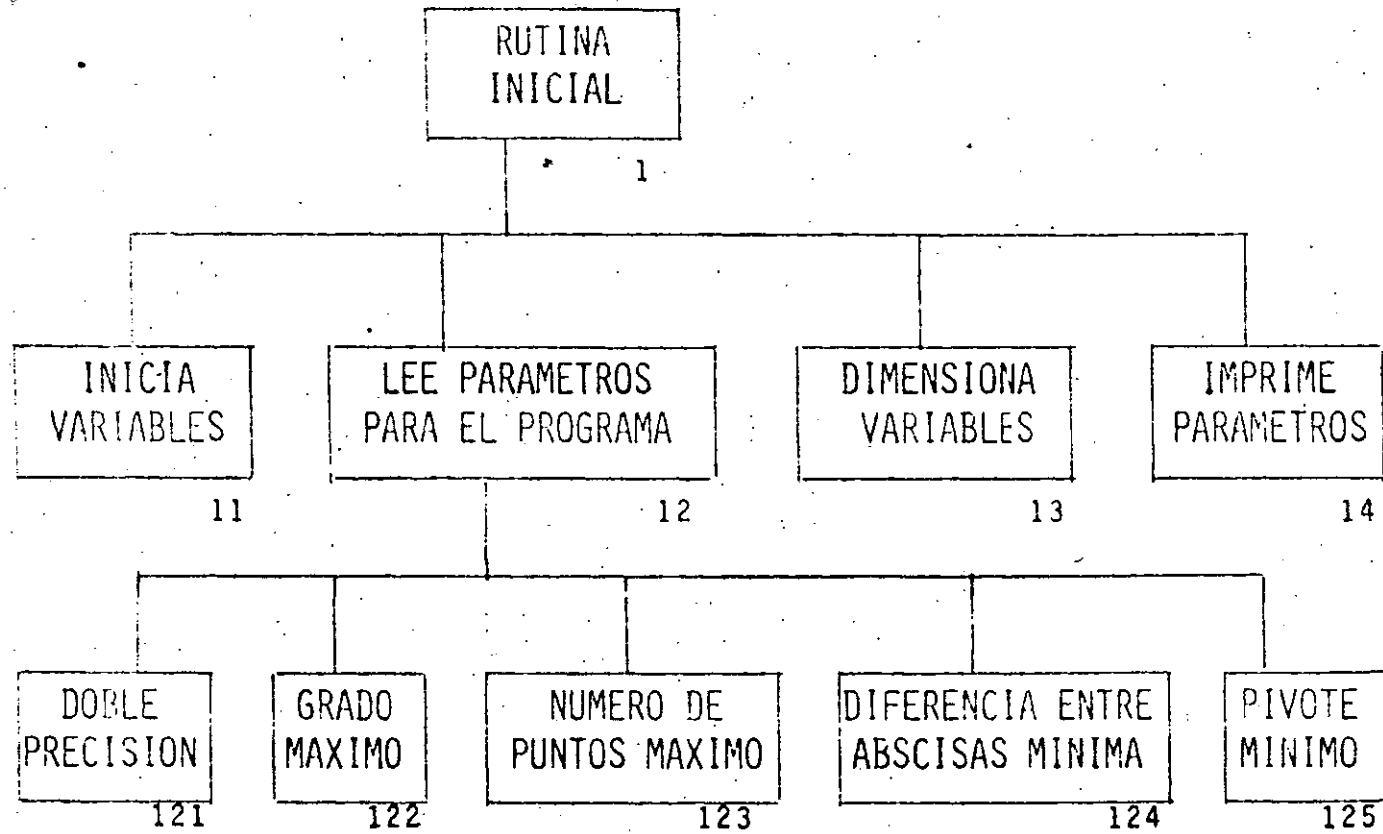 RUTINA
INICIAL
1
INICIA
VARIABLES
11
LEE PARAMETROS
PARA EL PROGRAMA
12
DIMENSIONA
VARIABLES
13
IMPRIME
PARAMETROS
14
DOBLE
PRECISION
121
GRADO
MAXIMO
122
NUMERO DE
PUNTOS MAXIMO
123
DIFERENCIA ENTRE
ABSCISAS MINIMA
124
PIVOTE
MINIMO
125